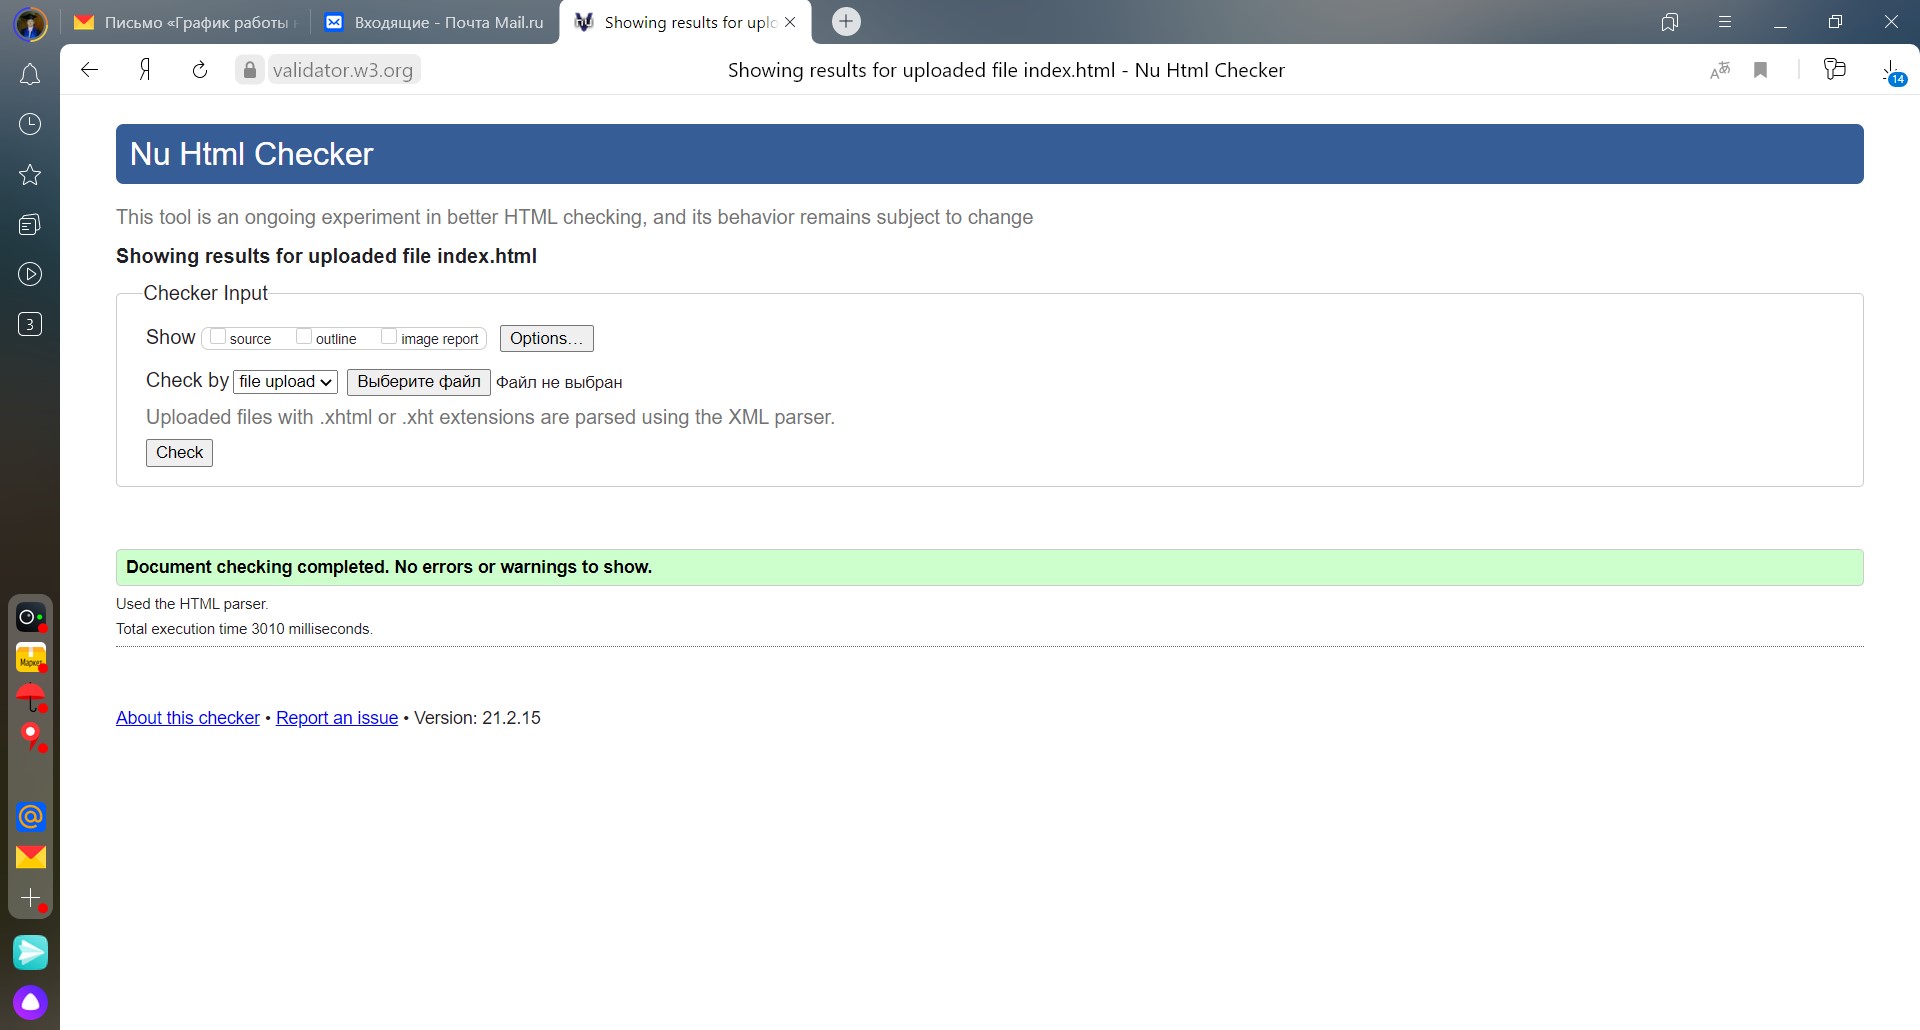 Письмо «График работы
Входящие - Почта Mail.ru
Showing results for uplo
Я
validator.w3.org
Showing results for uploaded file index.html - Nu Html Checker
14
Nu Html Checker
This tool is an ongoing experiment in better HTML checking, and its behavior remains subject to change
Showing results for uploaded file index.html
Checker Input
Show source outline image report Options...
Check by file upload Выберите файл Файл не выбран
Uploaded files with .xhtml or .xht extensions are parsed using the XML parser.
Check
Document checking completed. No errors or warnings to show.
Used the HTML parser.
Total execution time 3010 milliseconds.
About this checker • Report an issue • Version: 21.2.15
3
Маркет